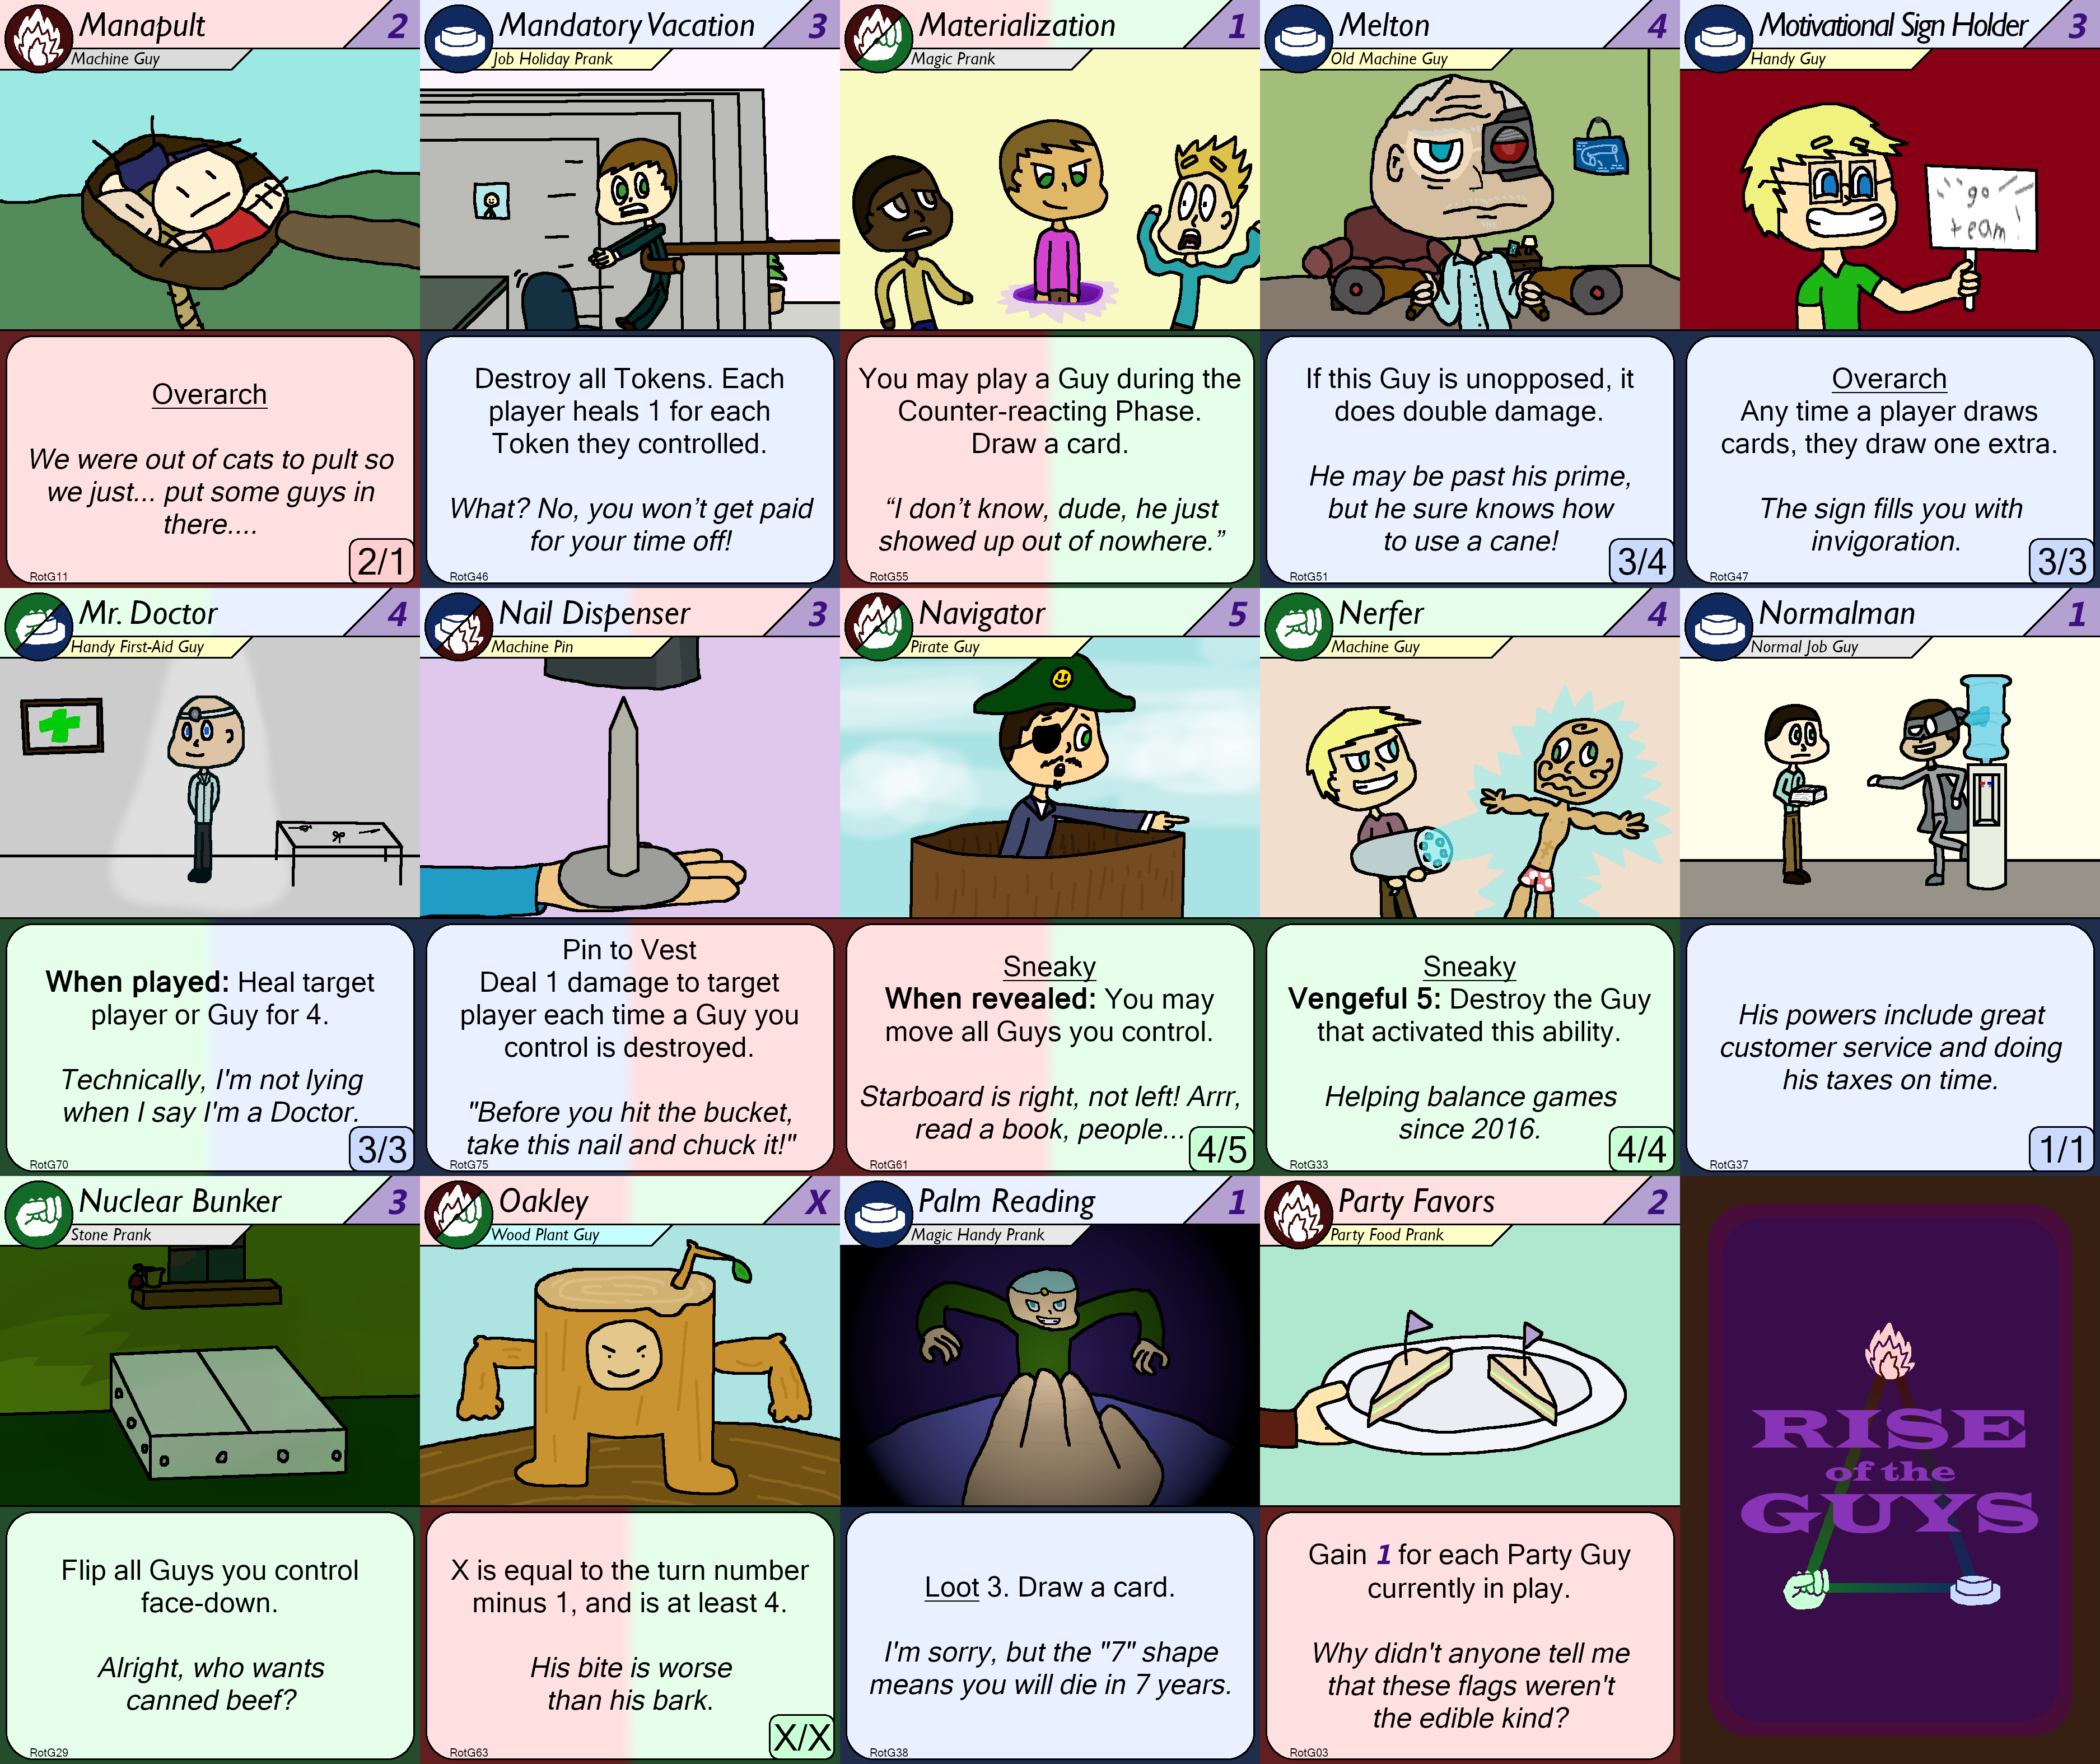 Manapult
2
Machine Guy
Overarch
We were out of cats to pult so
we just... put some guys in
there....
2/1
RotG11
Mandatory Vacation
3
Job Holiday Prank
Destroy all Tokens. Each
player heals 1 for each
Token they controlled.
What? No, you won't get paid
for your time off!
RotG46
Materialization
1
Magic Prank
You may play a Guy during the
Counter-reacting Phase.
Draw a card.
“I don’t know, dude, he just
showed up out of nowhere.”
RotG55
Melton
4
Old Machine Guy
If this Guy is unopposed, it
does double damage.
He may be past his prime,
but he sure knows how
to use a cane!
3/4
RotG51
Motivational Sign Holder
3
Handy Guy
go
team!
Overarch
Any time a player draws
cards, they draw one extra.
The sign fills you with
invigoration.
3/3
RotG47
Mr. Doctor
4
Handy First-Aid Guy
When played: Heal target
player or Guy for 4.
Technically, I'm not lying
when I say I'm a Doctor.
3/3
RotG70
Nail Dispenser
3
Machine Pin
Pin to Vest
Deal 1 damage to target
player each time a Guy you
control is destroyed.
"Before you hit the bucket,
take this nail and chuck it!"
RotG75
Navigator
5
Pirate Guy
Sneaky
When revealed: You may
move all Guys you control.
Starboard is right, not left! Arrr,
read a book, people...
4/5
RotG61
Nerfer
4
Machine Guy
Sneaky
Vengeful 5: Destroy the Guy
that activated this ability.
Helping balance games
since 2016.
4/4
RotG33
Normalman
1
Normal Job Guy
His powers include great
customer service and doing
his taxes on time.
1/1
RotG37
Nuclear Bunker
3
Stone Prank
Flip all Guys you control
face-down.
Alright, who wants
canned beef?
RotG29
Oakley
X
Wood Plant Guy
X is equal to the turn number
minus 1, and is at least 4.
His bite is worse
than his bark.
X/X
RotG63
Palm Reading
1
Magic Handy Prank
Loot 3. Draw a card.
I'm sorry, but the "7" shape
means you will die in 7 years.
RotG38
Party Favors
2
Party Food Prank
Gain 1 for each Party Guy
currently in play.
Why didn't anyone tell me
that these flags weren't
the edible kind?
RotG03
RISE
of the
GUYS